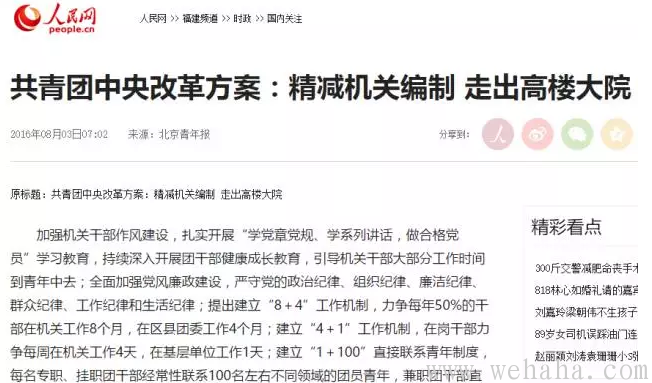 人民网
people.cn
人民网 >> 福建频道 >> 时政 >> 国内关注
共青团中央改革方案：精减机关编制 走出高楼大院
2016年08月03日07:02 来源：北京青年报 分享到：
原标题：共青团中央改革方案：精减机关编制 走出高楼大院
加强机关干部作风建设，扎实开展“学党章党规、学系列讲话，做合格党
员”学习教育，持续深入开展团干部健康成长教育，引导机关干部大部分工作时间
到青年中去；全面加强党风廉政建设，严守党的政治纪律、组织纪律、廉洁纪律、
群众纪律、工作纪律和生活纪律；提出建立“8＋4”工作机制，力争每年50%的干
部在机关工作8个月，在区县团委工作4个月；建立“4＋1”工作机制，在岗干部力
争每周在机关工作4天，在基层单位工作1天；建立“1＋100”直接联系青年制度，
每名专职、挂职团干部经常性联系100名左右不同领域的团员青年，兼职团干部直
精彩看点
300斤交警减肥命丧手术
818林心如婚礼请的嘉宾
刘嘉玲梁朝伟不生孩子
89岁女司机误踩油门连
赵丽颖刘涛袁珊珊小S张
www.wehaha.com